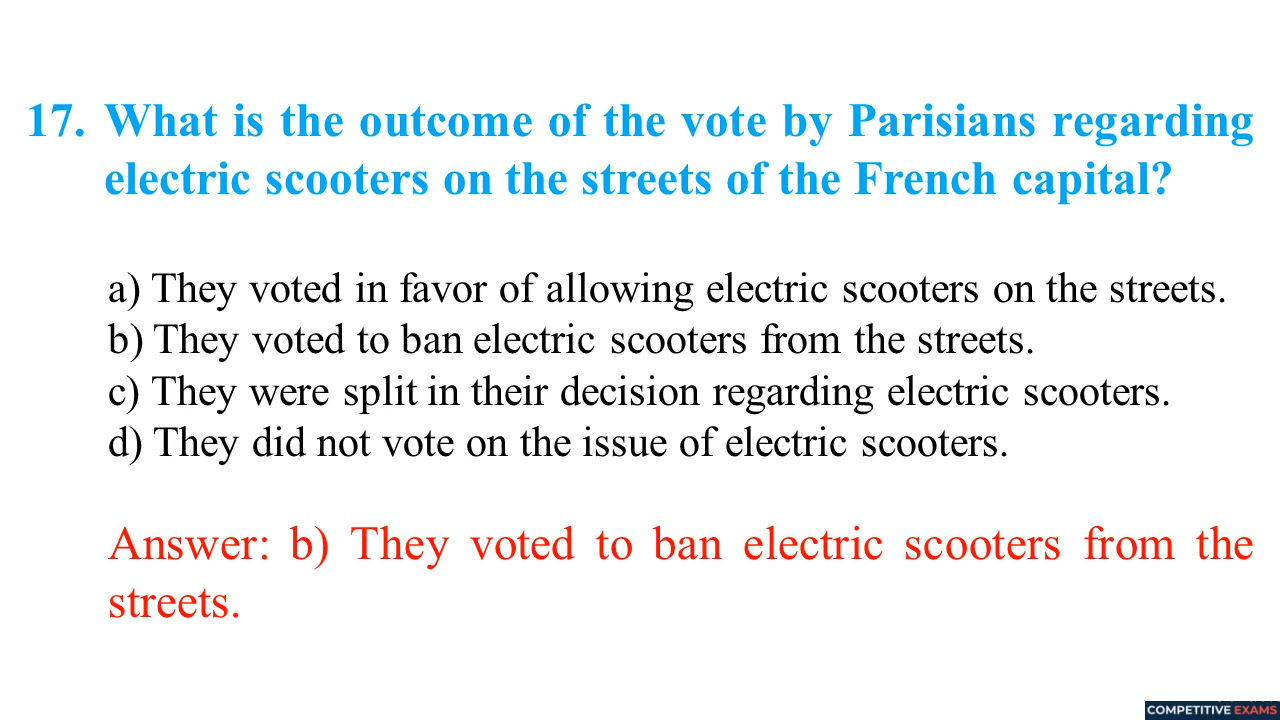 17. What is the outcome of the vote by Parisians regarding
electric scooters on the streets of the French capital?
a) They voted in favor of allowing electric scooters on the streets.
b) They voted to ban electric scooters from the streets.
c) They were split in their decision regarding electric scooters.
d) They did not vote on the issue of electric scooters.
Answer: b) They voted to ban electric scooters from the
streets.
COMPETITIVE EXAMS